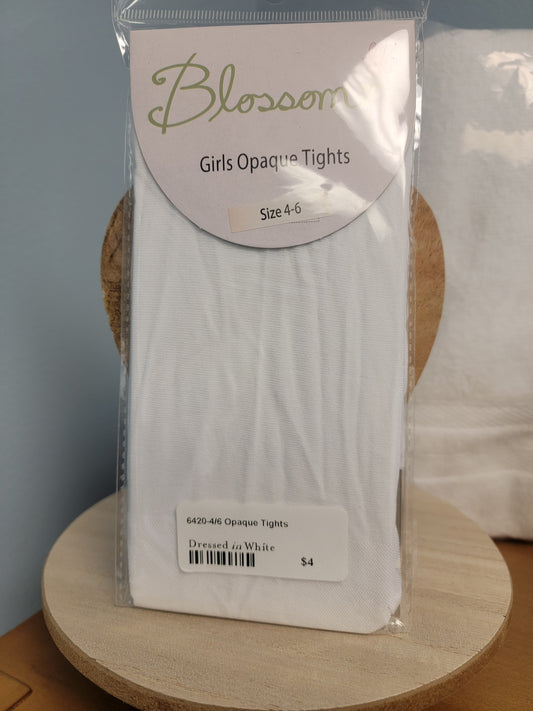 Blossom
Girls Opaque Tights
Size 4-6
6420-4/6 Opaque Tights
Dressed in White
$4